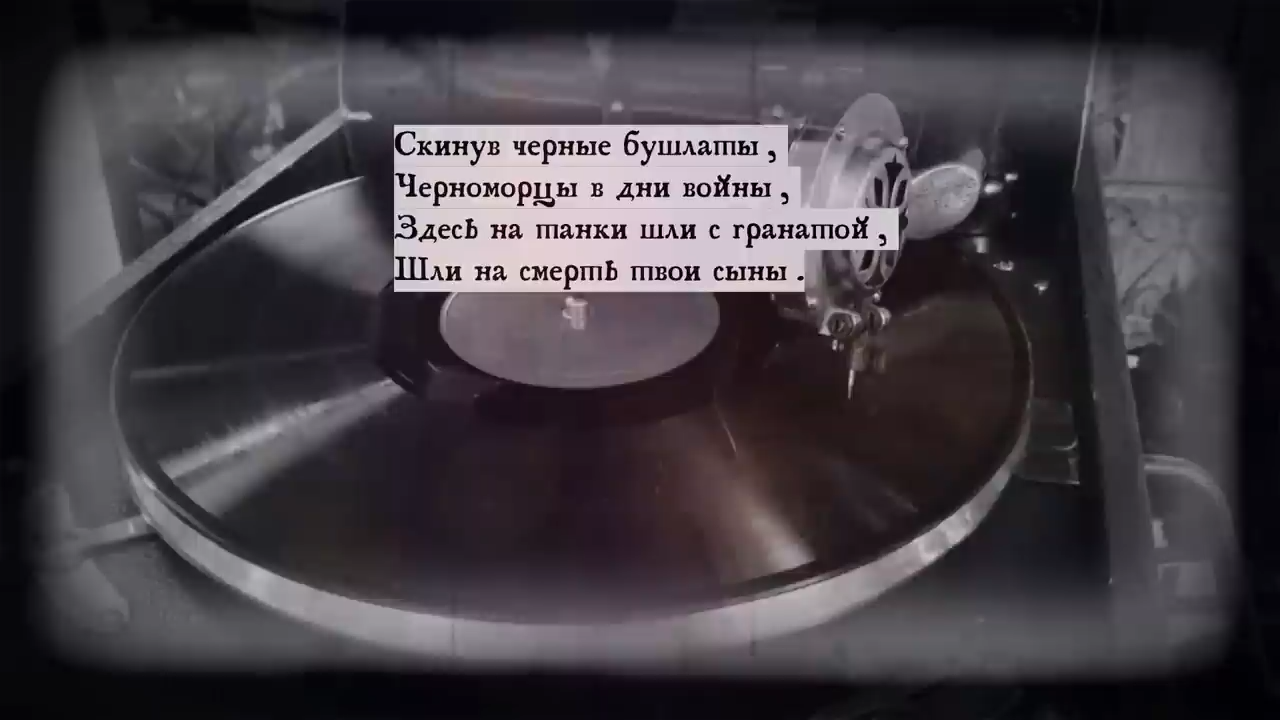 Скинув черные бушлаты ,
Черноморцы в дни войны ,
Здесь на танки шли с гранатой ,
Шли на смерть твои сыны .